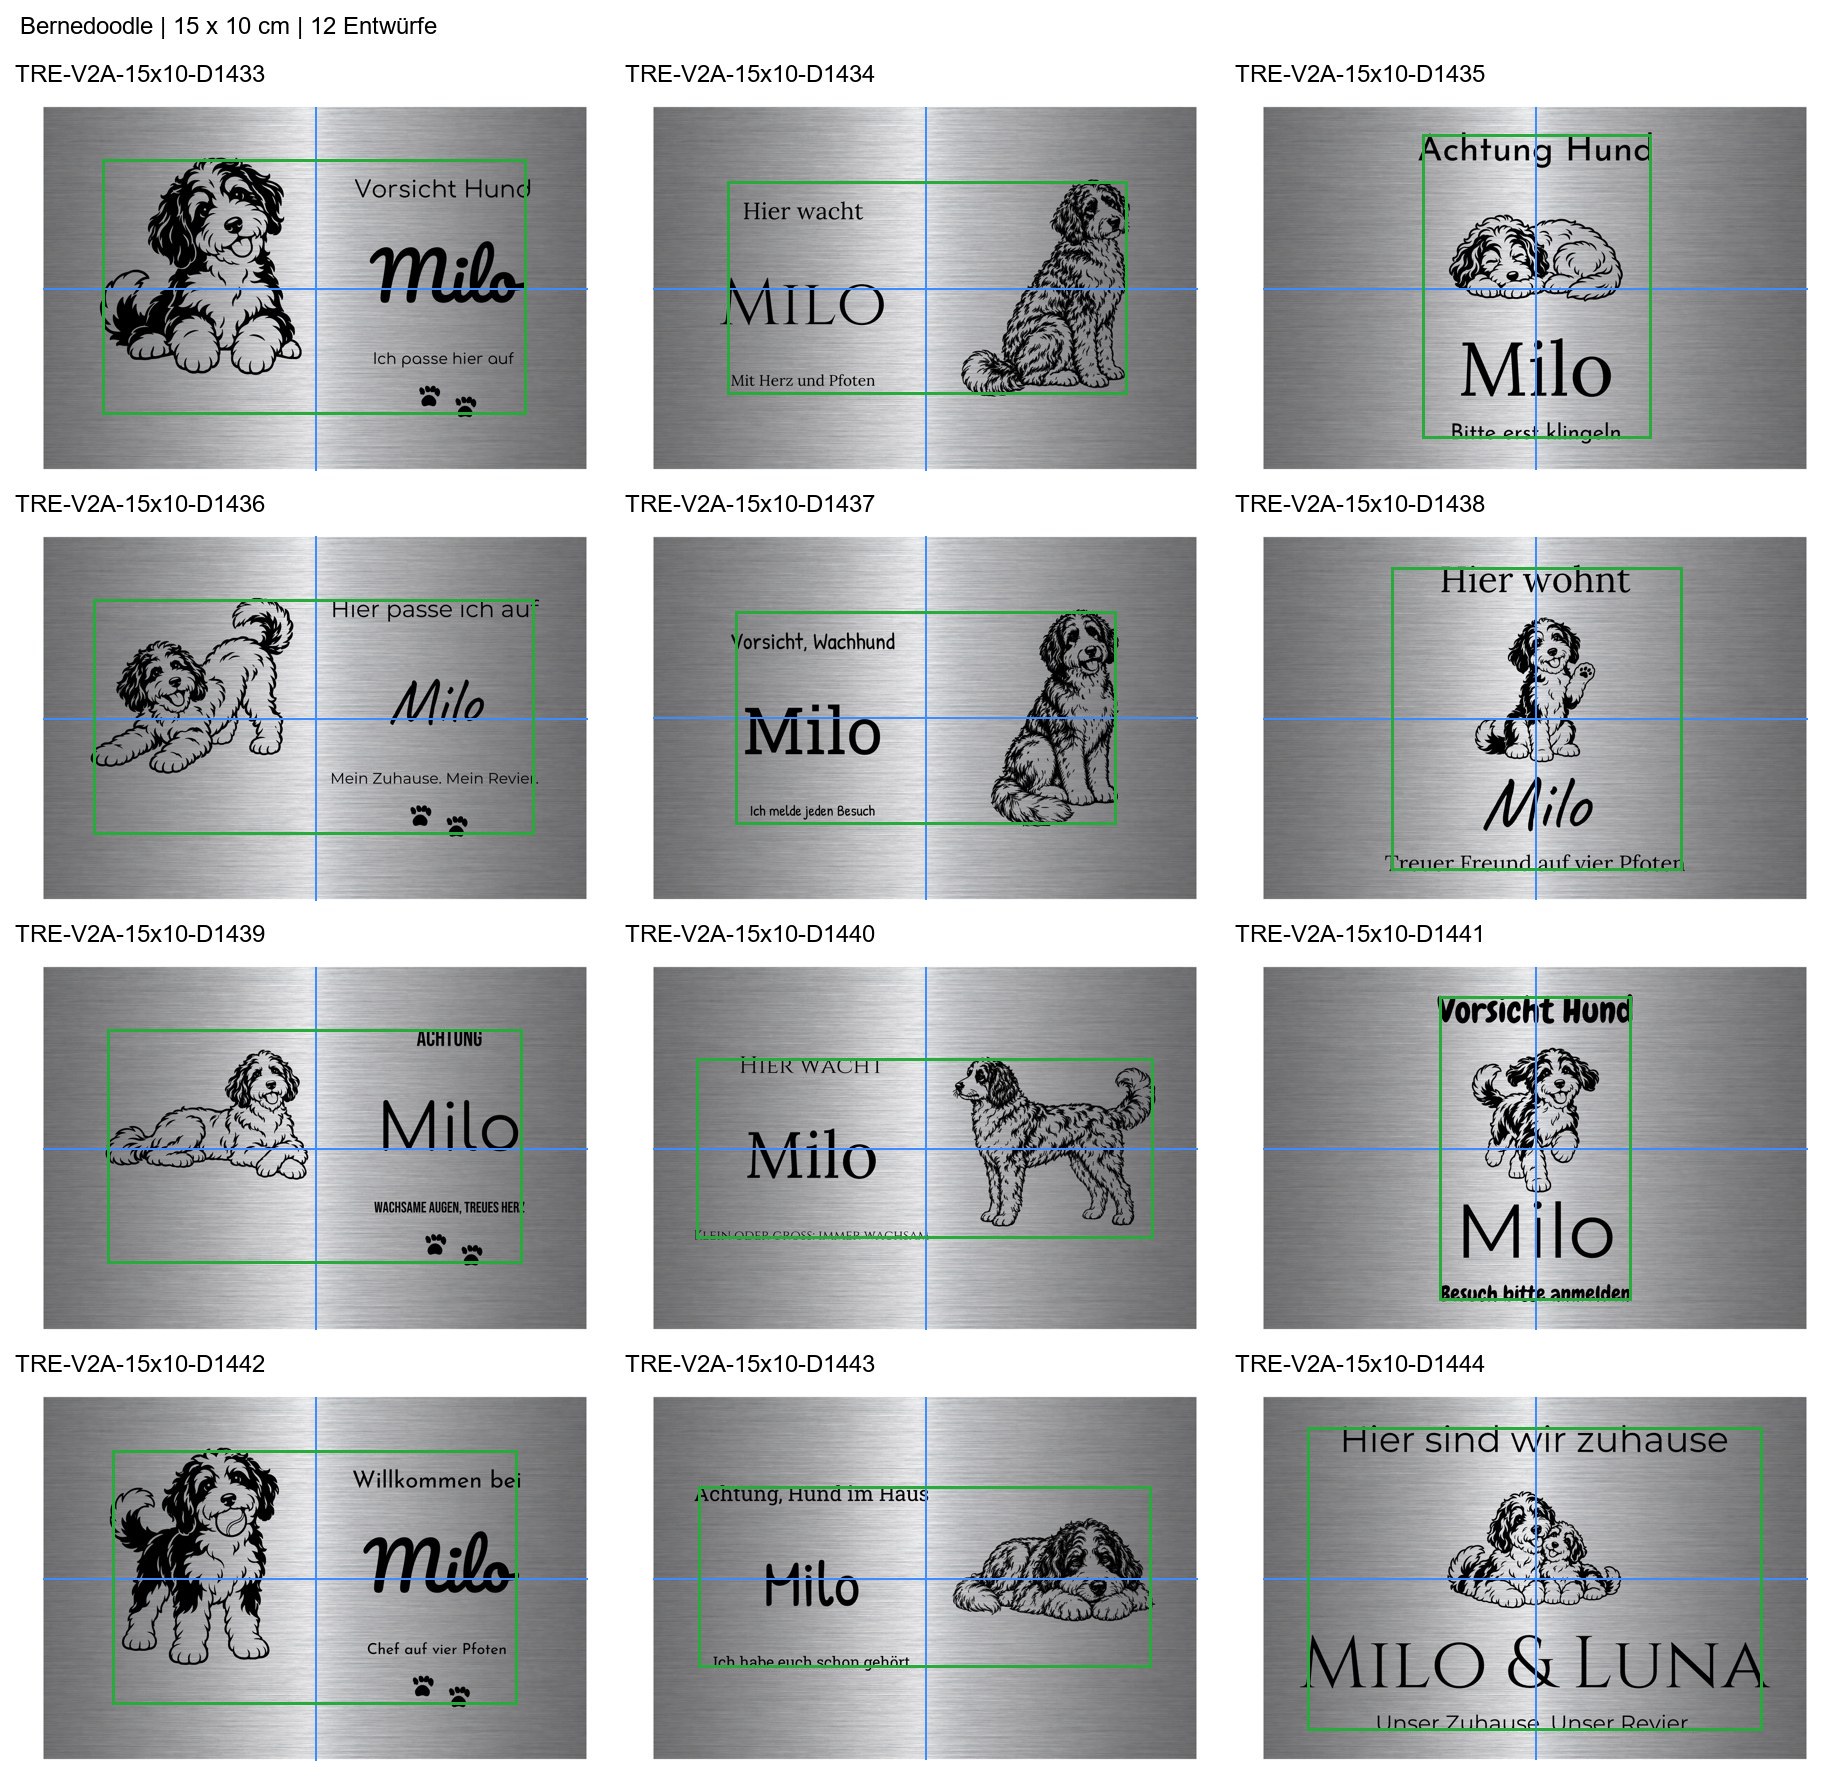 Bernedoodle | 15 x 10 cm | 12 Entwürfe
TRE-V2A-15x10-D1433
Vorsicht Hund
Milo
Ich passe hier auf
TRE-V2A-15x10-D1434
Hier wacht
MILO
Mit Herz und Pfoten
TRE-V2A-15x10-D1435
Achtung Hund
Milo
Bitte erst klingeln
TRE-V2A-15x10-D1436
Hier passe ich auf
Milo
Mein Zuhause. Mein Revier.
TRE-V2A-15x10-D1437
Vorsicht, Wachhund
Milo
Ich melde jeden Besuch
TRE-V2A-15x10-D1438
Hier wohnt
Milo
Treuer Freund auf vier Pfoten
TRE-V2A-15x10-D1439
ACHTUNG
Milo
WACHSAME AUGEN, TREUES HERZ
TRE-V2A-15x10-D1440
HIER WACHT
Milo
KLEIN ODER GROSS: IMMER WACHSAM
TRE-V2A-15x10-D1441
Vorsicht Hund
Milo
Besuch bitte anmelden
TRE-V2A-15x10-D1442
Willkommen bei
Milo
Chef auf vier Pfoten
TRE-V2A-15x10-D1443
Achtung, Hund im Haus
Milo
Ich habe euch schon gehört
TRE-V2A-15x10-D1444
Hier sind wir zuhause
MILO & LUNA
Unser Zuhause. Unser Revier.